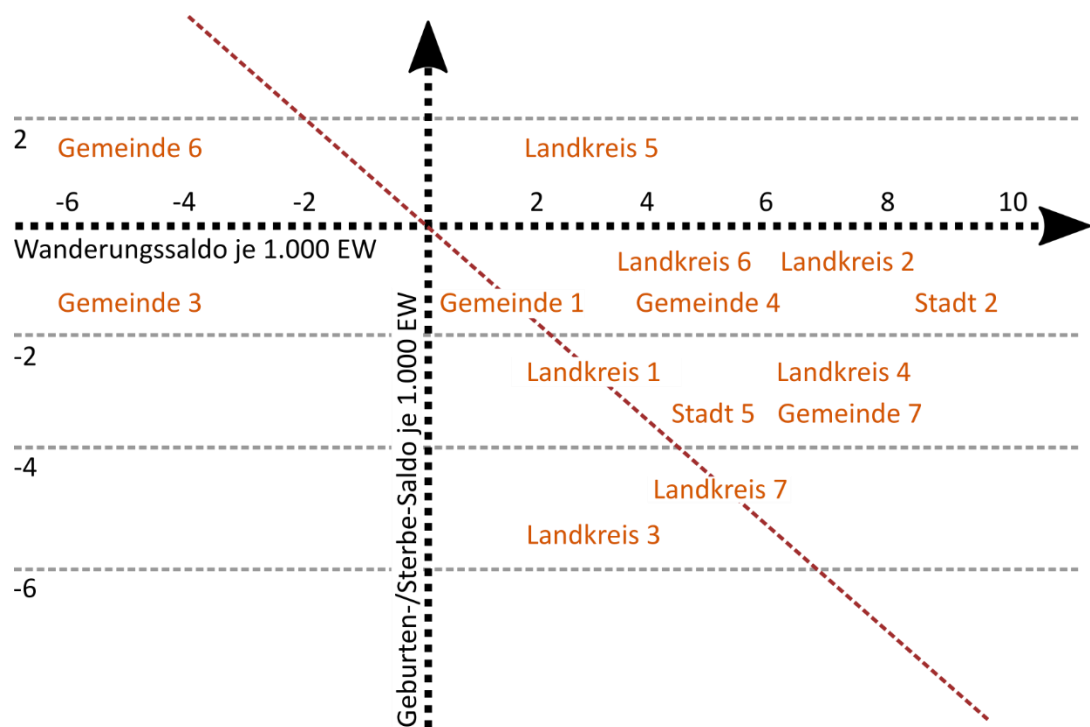 2
Gemeinde 6
Landkreis 5
-6
-4
-2
2
4
6
8
10
Wanderungssaldo je 1.000 EW
Landkreis 6
Landkreis 2
Gemeinde 3
Gemeinde 1
Gemeinde 4
Stadt 2
-2
Landkreis 1
Landkreis 4
Stadt 5
Gemeinde 7
-4
Landkreis 7
Landkreis 3
-6
Geburten-/Sterbe-Saldo je 1.000 EW